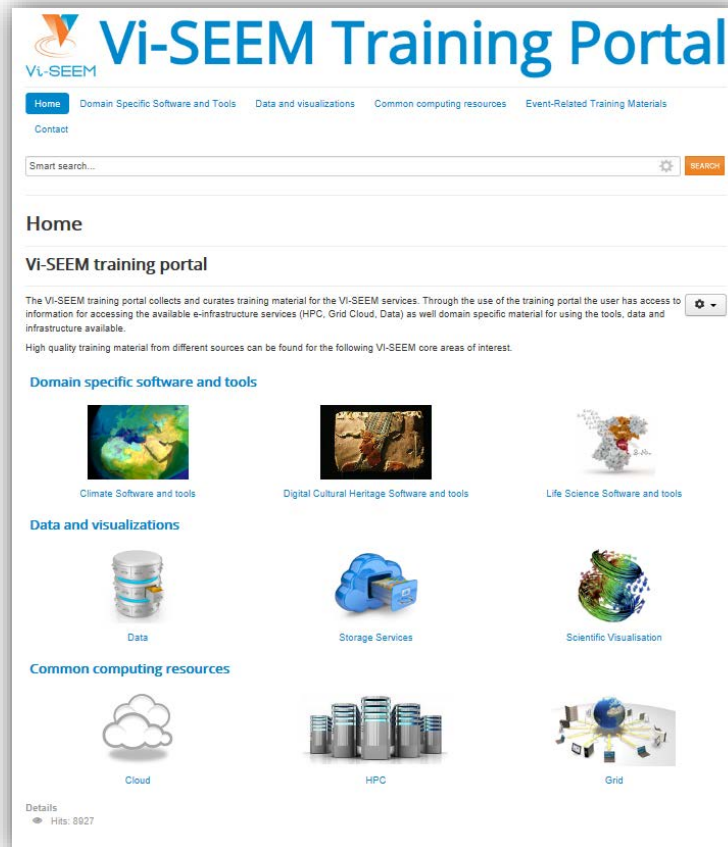 Vi-SEEM
Vi-SEEM Training Portal
Home Domain Specific Software and Tools Data and visualizations Common computing resources Event-Related Training Materials
Contact
Smart search...
SEARCH
Home
Vi-SEEM training portal
The VI-SEEM training portal collects and curates training material for the VI-SEEM services. Through the use of the training portal the user has access to
information for accessing the available e-infrastructure services (HPC, Grid Cloud, Data) as well domain specific material for using the tools, data and
infrastructure available.
High quality training material from different sources can be found for the following VI-SEEM core areas of interest.
Domain specific software and tools
Climate Software and tools Digital Cultural Heritage Software and tools Life Science Software and tools
Data and visualizations
Data Storage Services Scientific Visualisation
Common computing resources
Cloud HPC Grid
Details
Hits: 8927